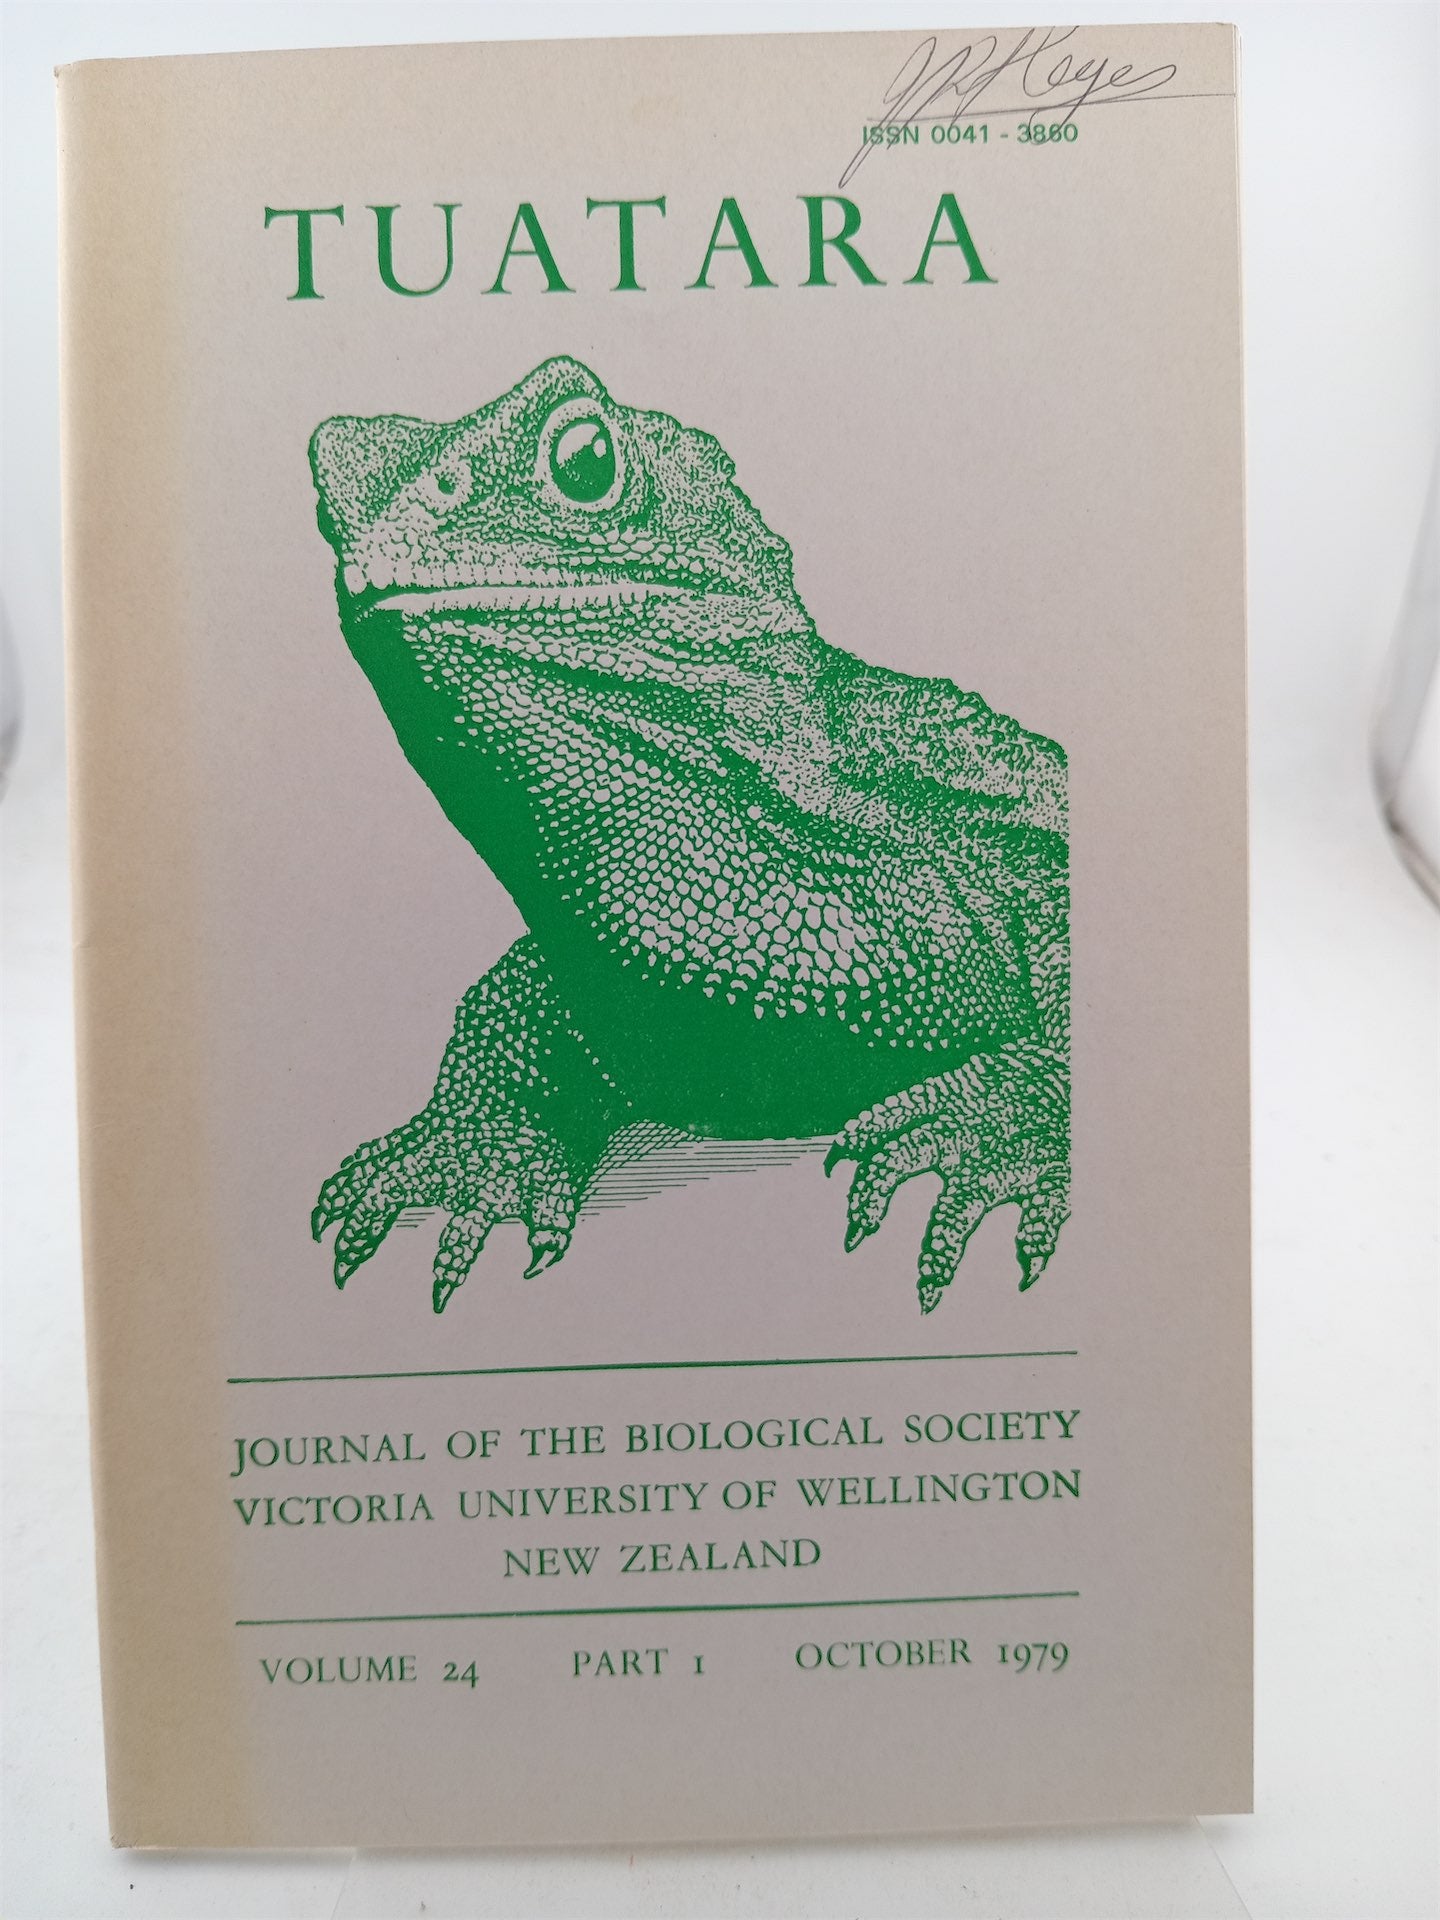 ISSN 0041 - 3860
TUATARA
JOURNAL OF THE BIOLOGICAL SOCIETY
VICTORIA UNIVERSITY OF WELLINGTON
NEW ZEALAND
VOLUME 24 PART 1 OCTOBER 1979